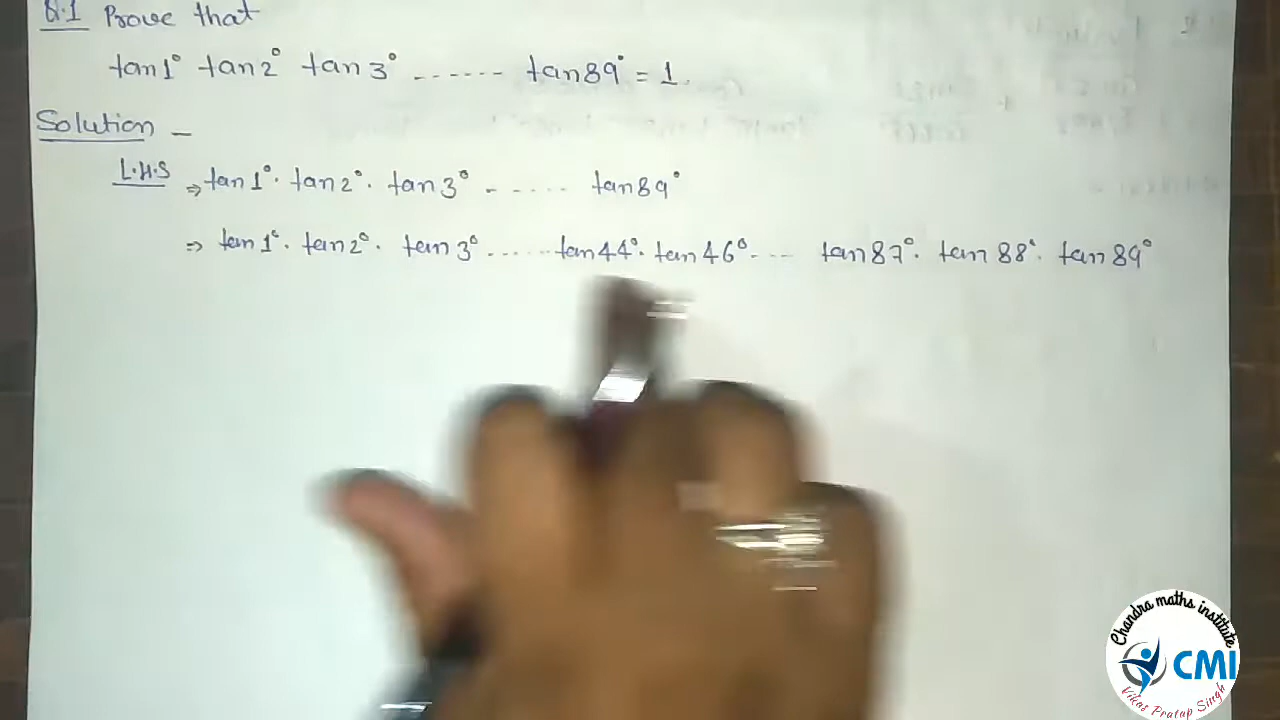 Q.1 Prove that
tan1° tan2° tan3° ------ tan89° = 1.
Solution –
L.H.S ⇒ tan1°. tan2°. tan3° ------ tan89°
⇒ tan1°. tan2°. tan3° ...... tan44°. tan46° --- tan87°. tan88°. tan89°
Chandra maths institute
CMI
Vikas Pratap Singh